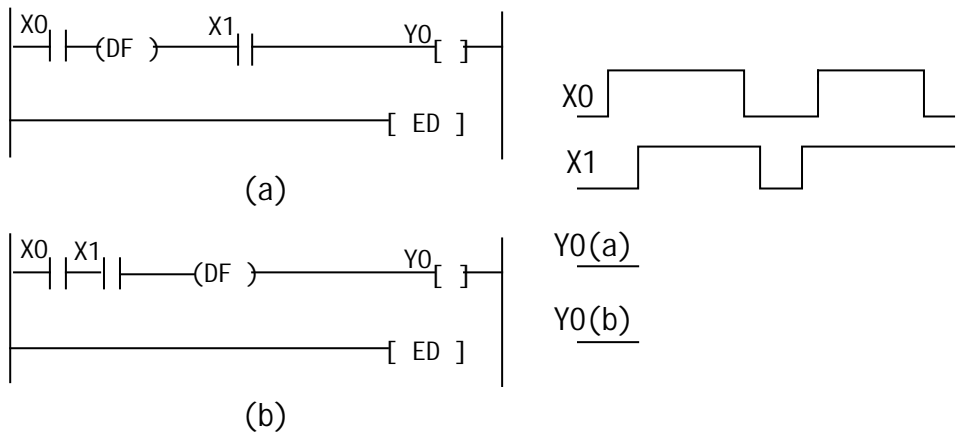 X0 (DF ) X1 Y0 [ ]
[ ED ]
(a)
X0 X1 (DF ) Y0 [ ]
[ ED ]
(b)
X0
X1
Y0(a)
Y0(b)